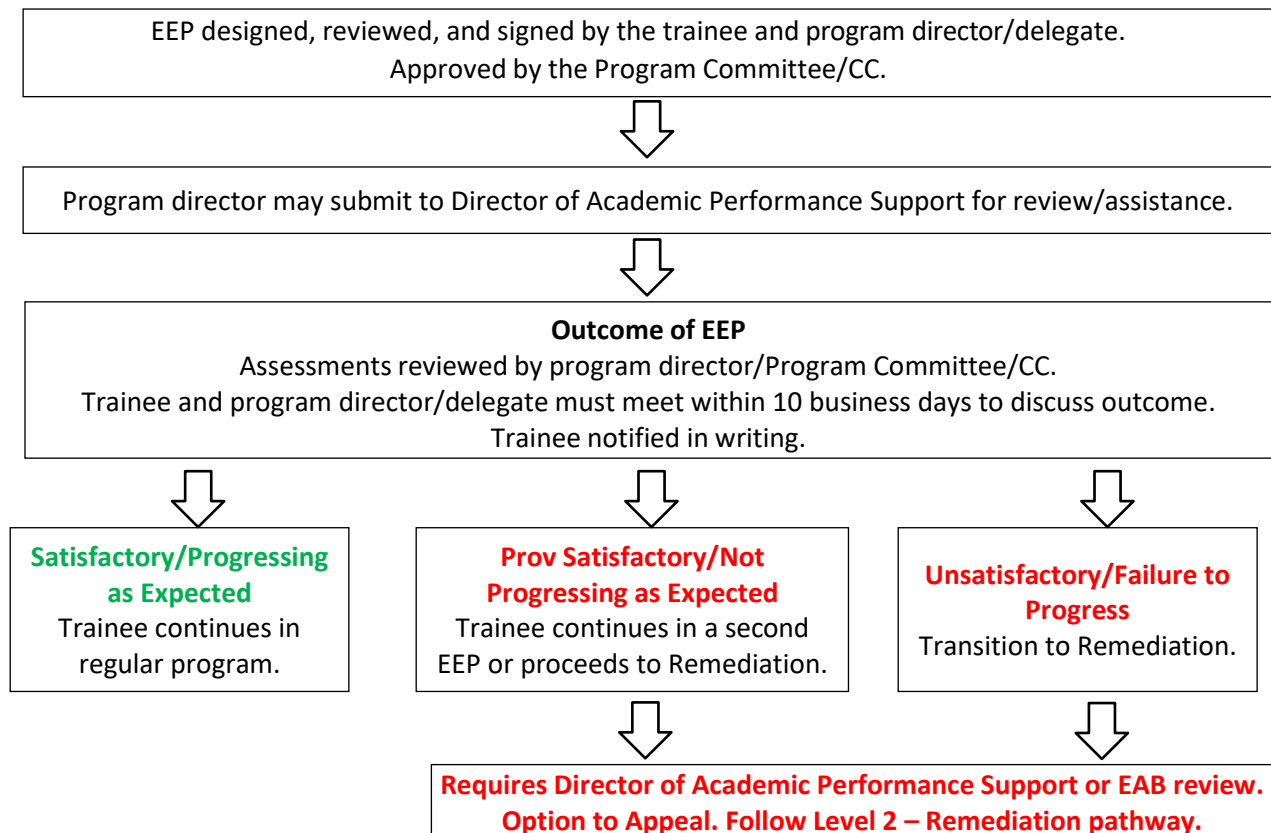 EEP designed, reviewed, and signed by the trainee and program director/delegate.
Approved by the Program Committee/CC.
Program director may submit to Director of Academic Performance Support for review/assistance.
Outcome of EEP
Assessments reviewed by program director/Program Committee/CC.
Trainee and program director/delegate must meet within 10 business days to discuss outcome.
Trainee notified in writing.
Satisfactory/Progressing
as Expected
Trainee continues in
regular program.
Prov Satisfactory/Not
Progressing as Expected
Trainee continues in a second
EEP or proceeds to Remediation.
Unsatisfactory/Failure to
Progress
Transition to Remediation.
Requires Director of Academic Performance Support or EAB review.
Option to Appeal. Follow Level 2 – Remediation pathway.